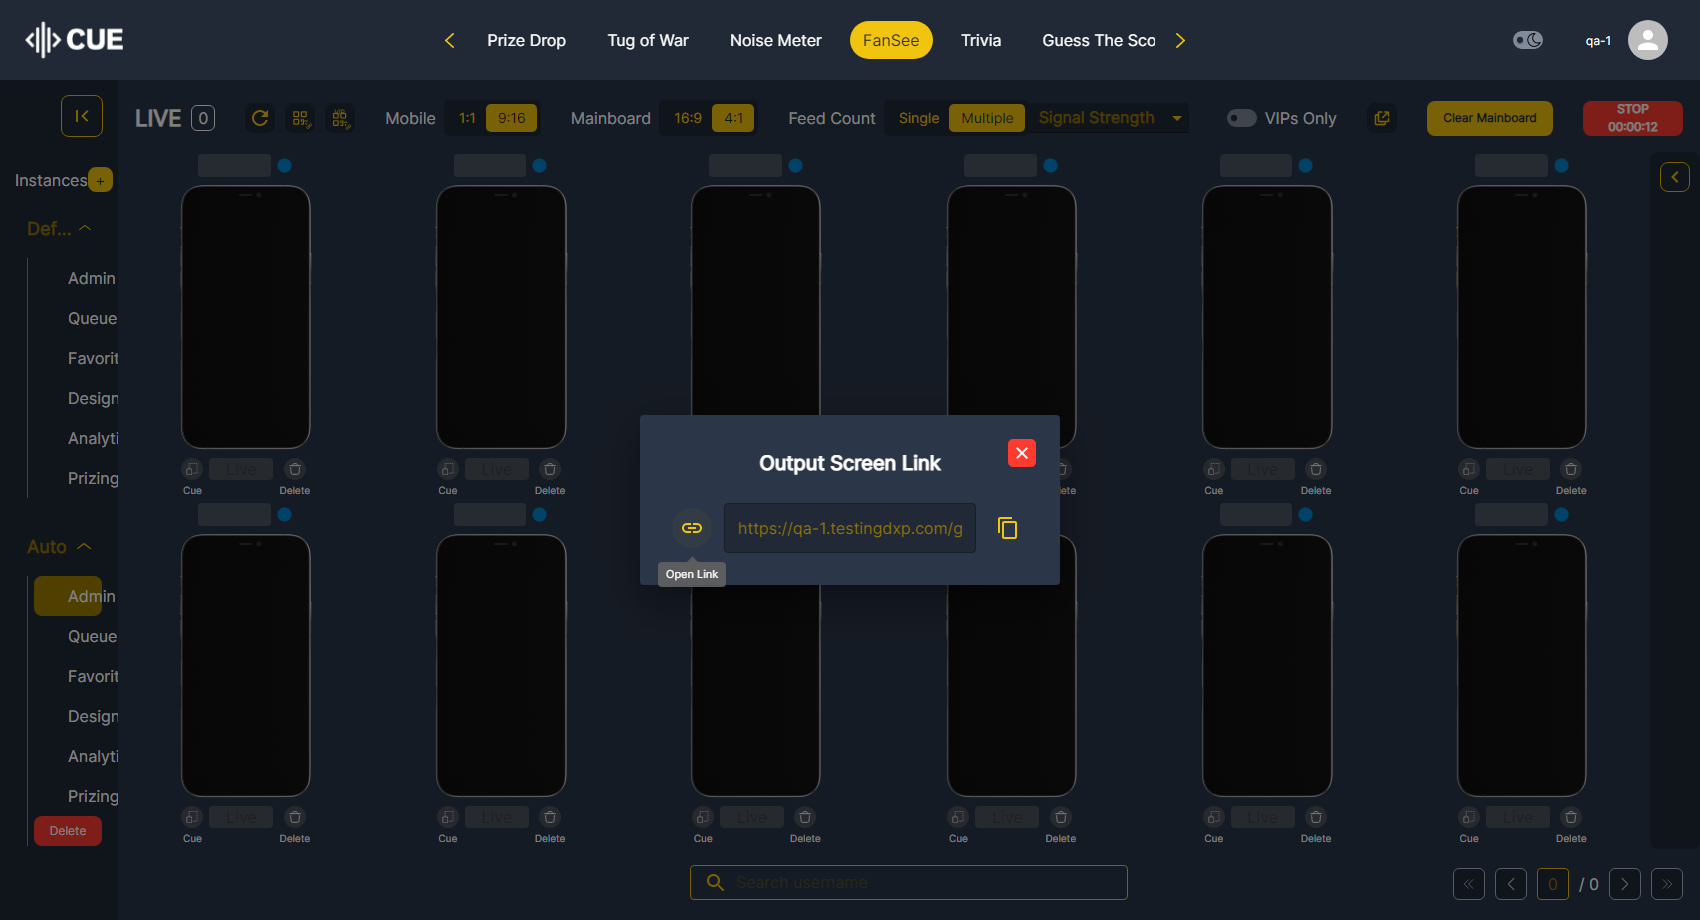 CUE
Prize Drop
Tug of War
Noise Meter
FanSee
Trivia
Guess The Sco
qa-1
LIVE 0
Mobile 1:1 9:16
Mainboard 16:9 4:1
Feed Count Single Multiple
Signal Strength
VIPs Only
Clear Mainboard
STOP
00:00:12
Instances +
Def...
Admin
Queue
Favorit
Design
Analyti
Prizing
Auto
Admin
Queue
Favorit
Design
Analyti
Prizing
Delete
Live Live Live Live
Cue Delete Cue Delete ete Cue Delete Cue Delete
Output Screen Link
https://qa-1.testingdxp.com/g
Open Link
Live Live Live Live Live Live
Cue Delete Cue Delete Cue Delete Cue Delete Cue Delete Cue Delete
Search username
0 / 0